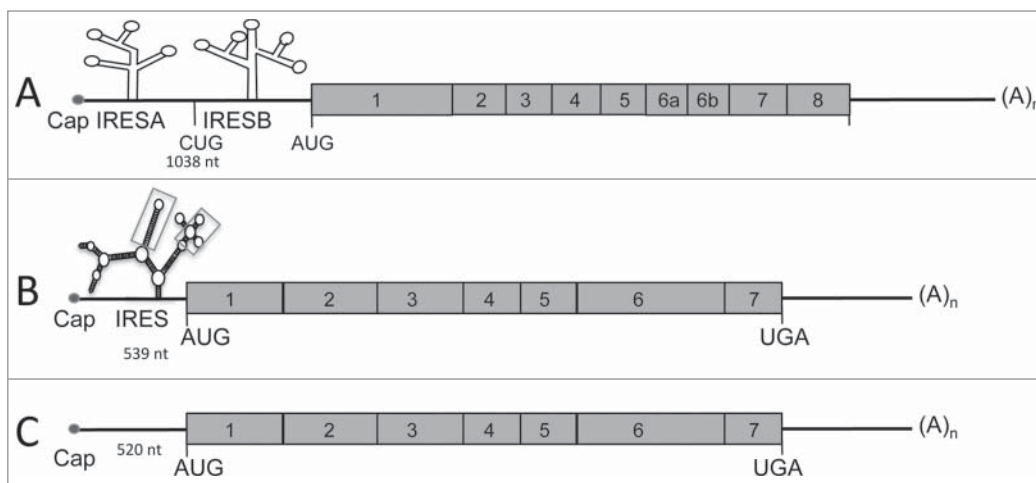 A
Cap IRESA IRESB
CUG
1038 nt
AUG
1 2 3 4 5 6a 6b 7 8
(A)n
B
Cap IRES
539 nt
AUG
1 2 3 4 5 6 7
UGA
(A)n
C
Cap
520 nt
AUG
1 2 3 4 5 6 7
UGA
(A)n